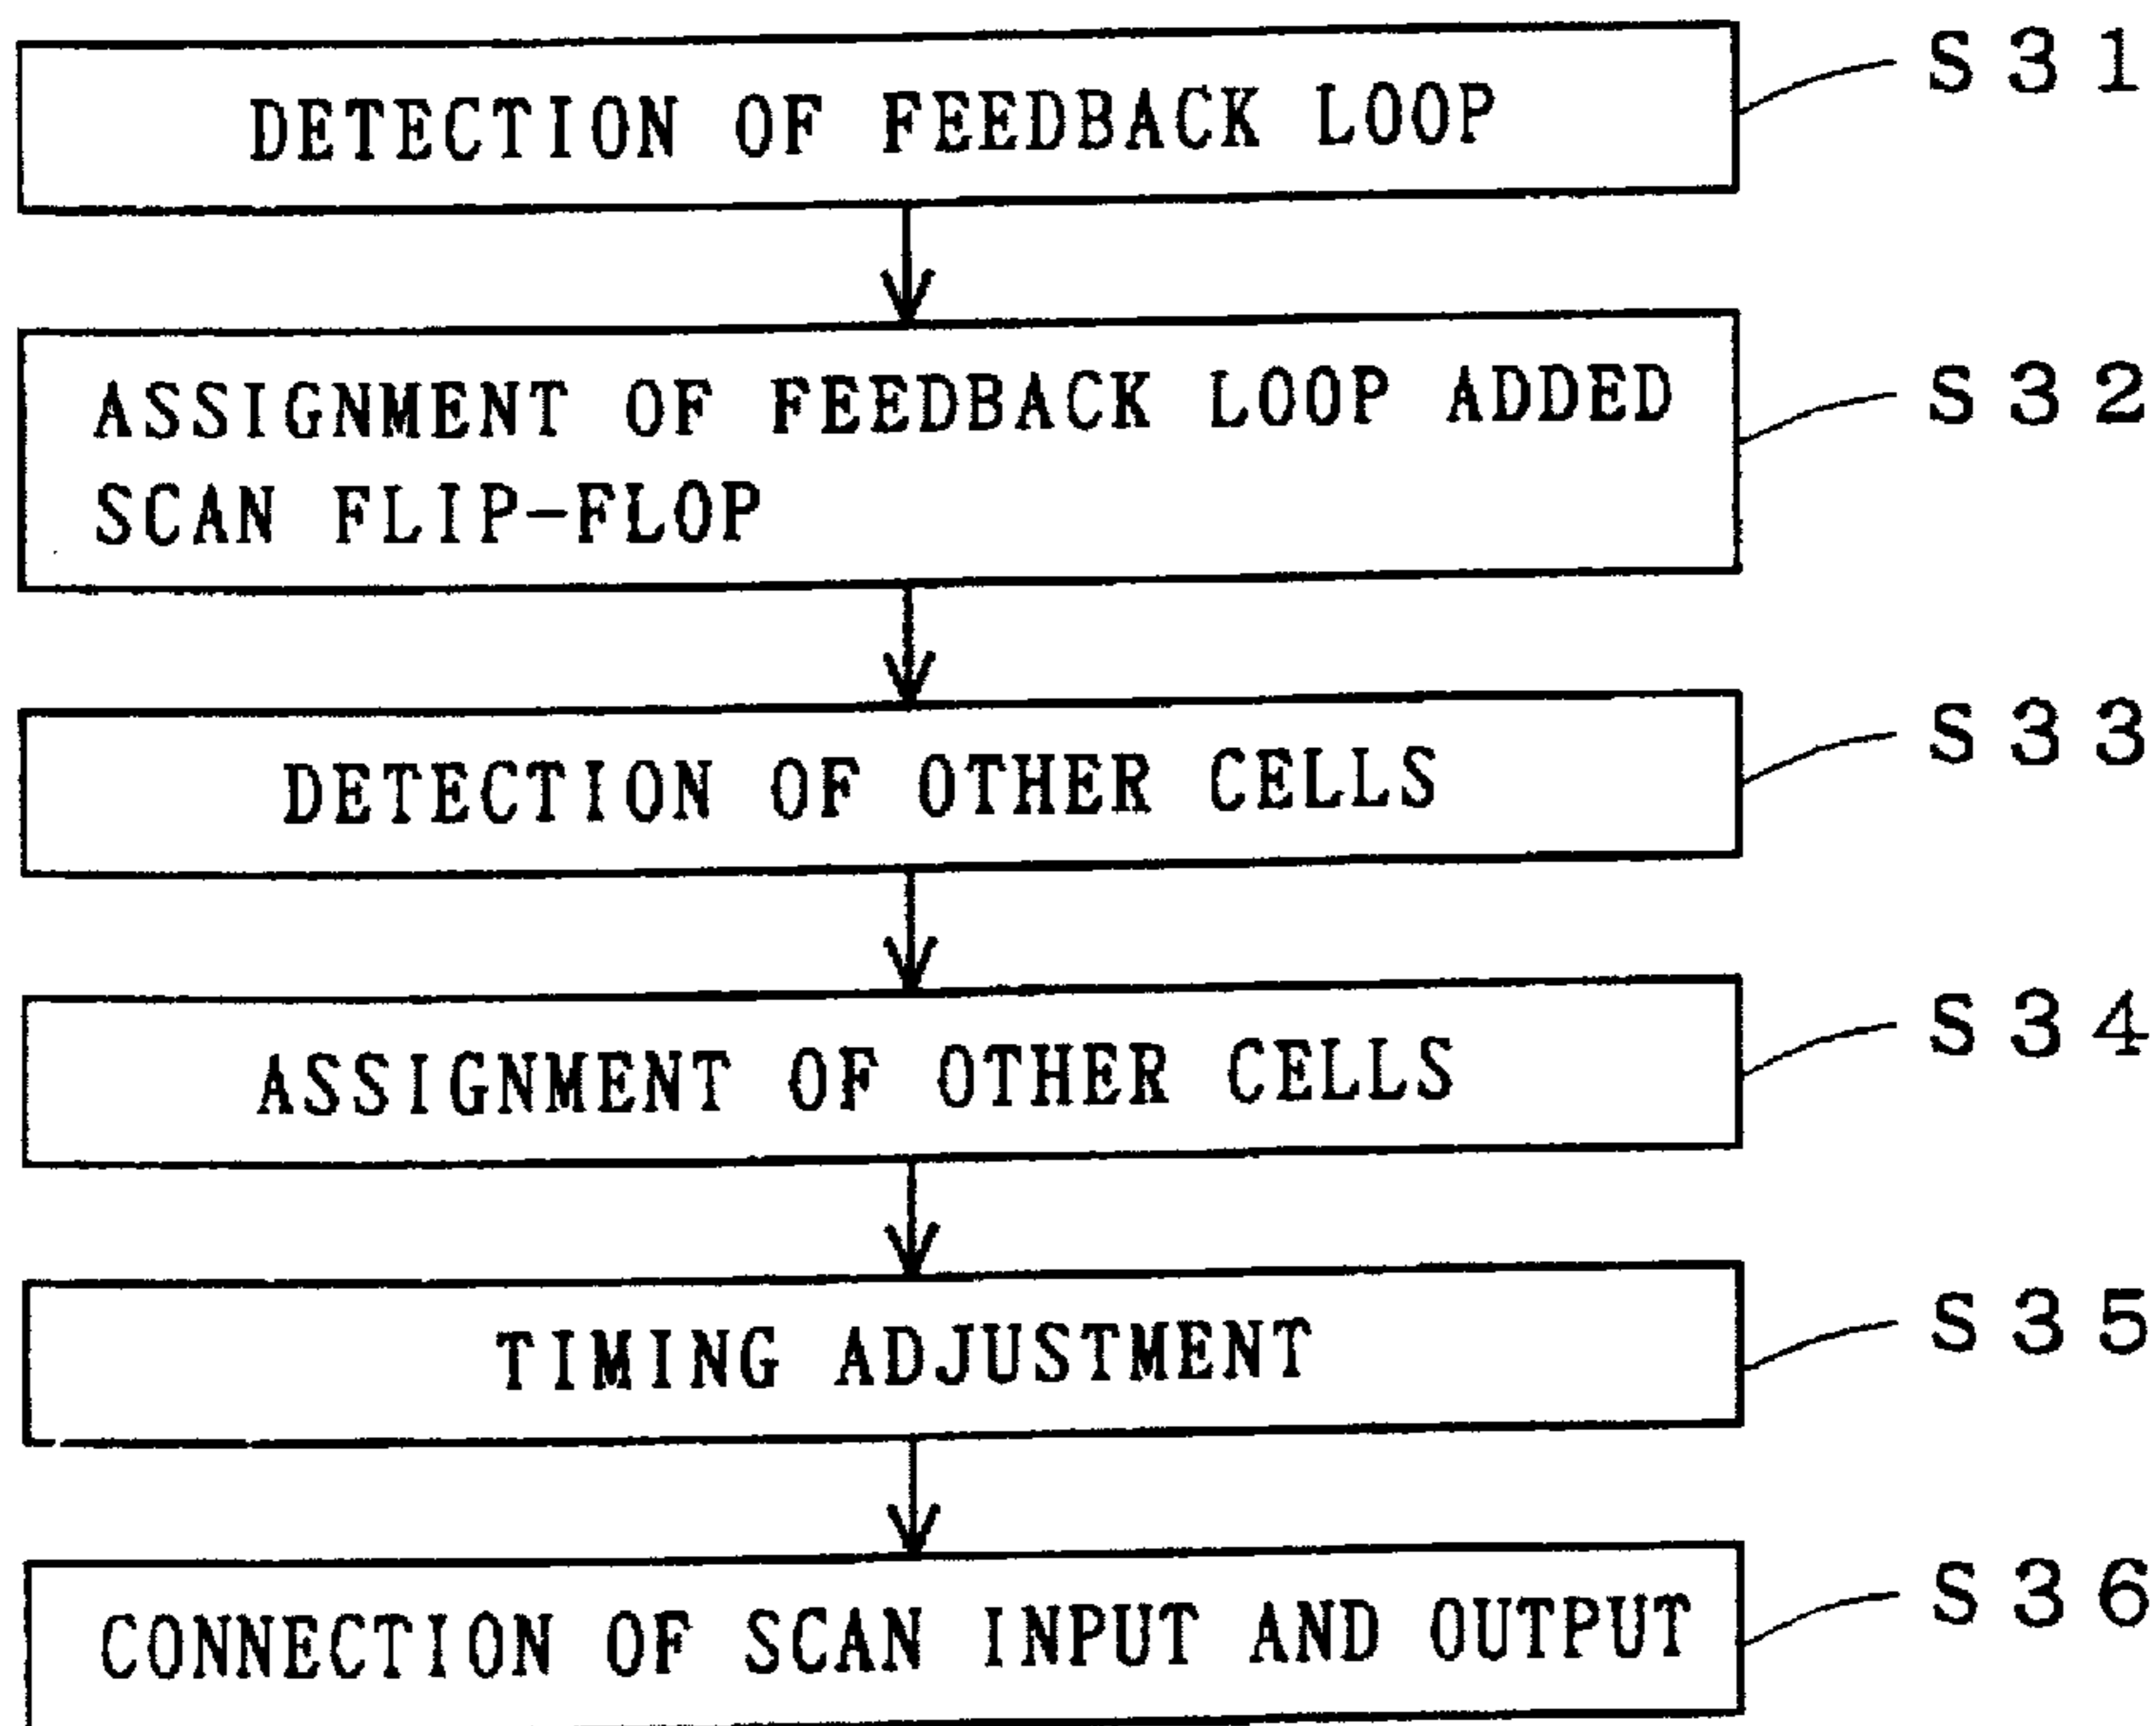 DETECTION OF FEEDBACK LOOP
S31
ASSIGNMENT OF FEEDBACK LOOP ADDED
SCAN FLIP-FLOP
S32
DETECTION OF OTHER CELLS
S33
ASSIGNMENT OF OTHER CELLS
S34
TIMING ADJUSTMENT
S35
CONNECTION OF SCAN INPUT AND OUTPUT
S36